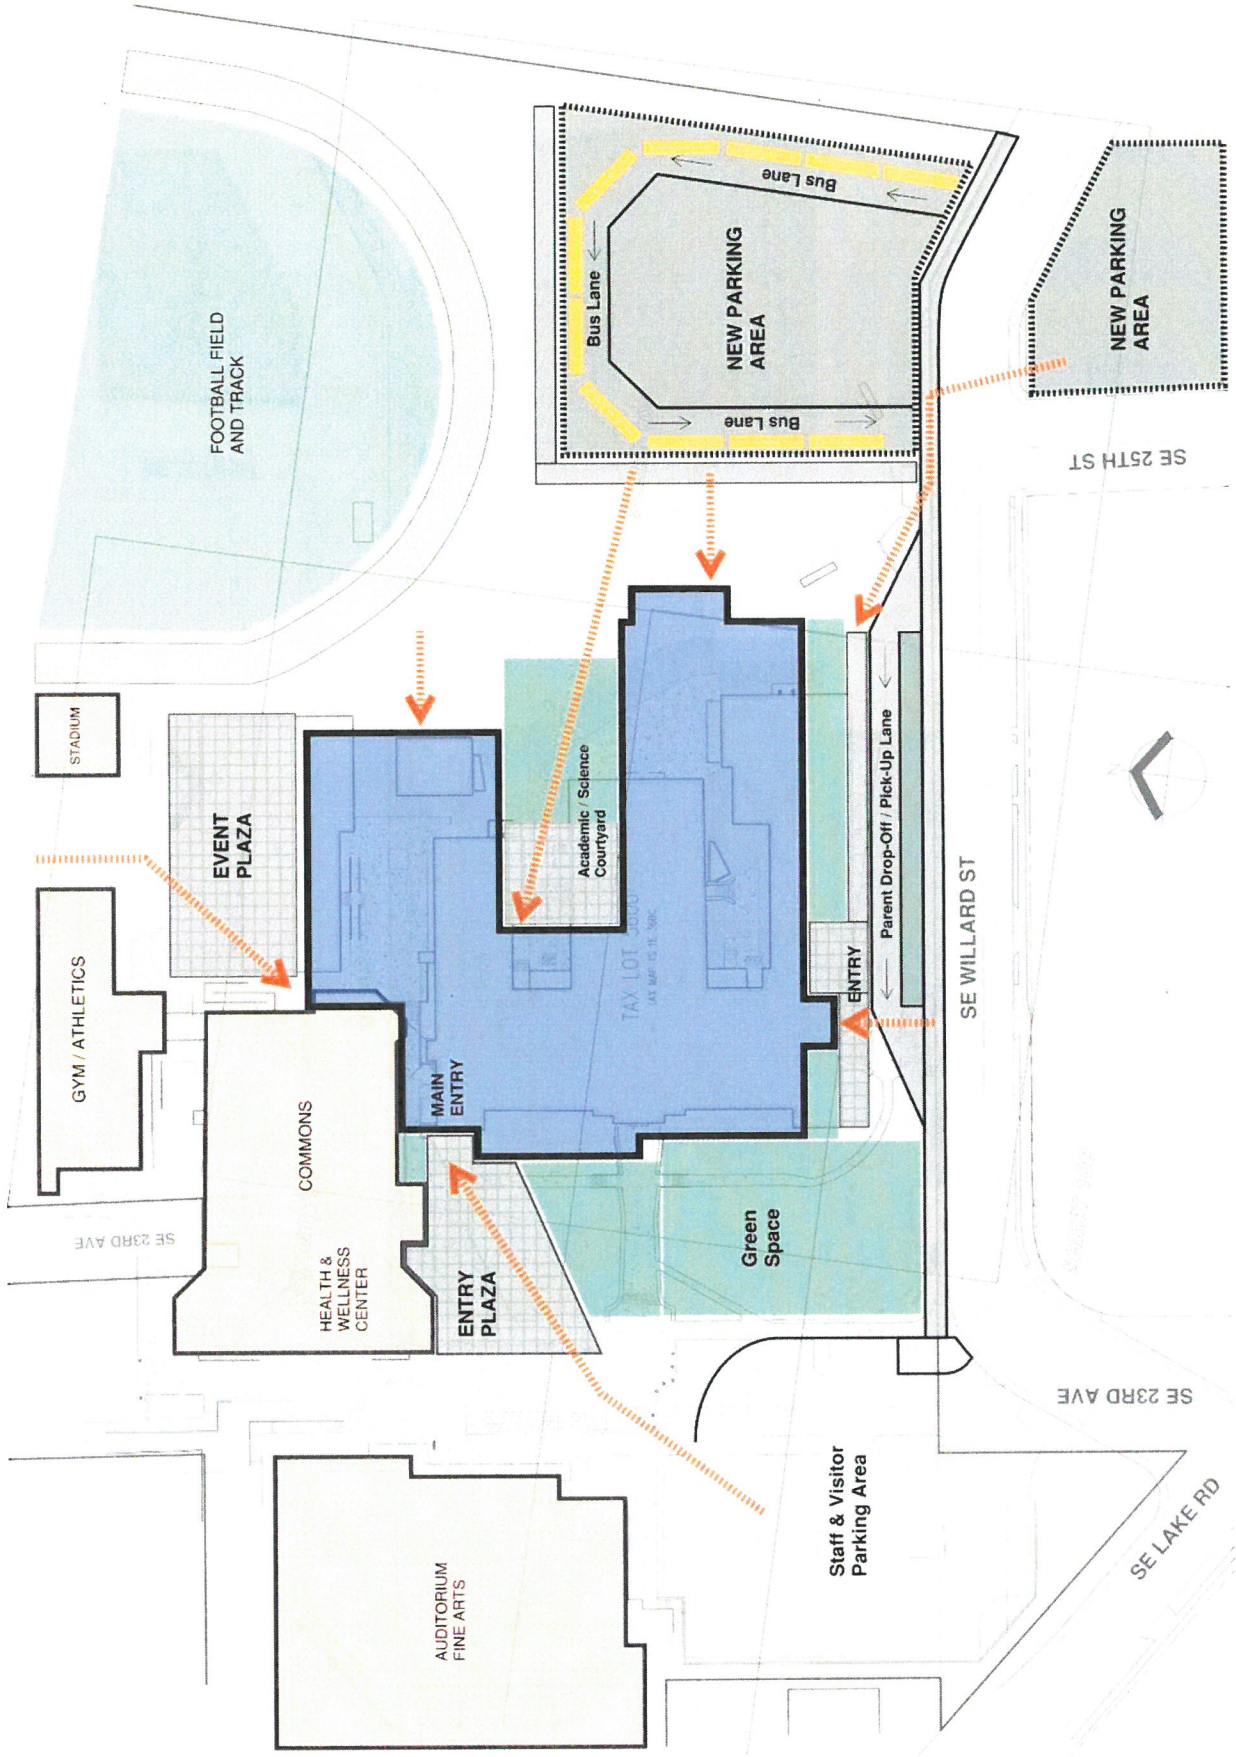 FOOTBALL FIELD
AND TRACK
STADIUM
EVENT
PLAZA
GYM / ATHLETICS
SE 23RD AVE
COMMONS
HEALTH &
WELLNESS
CENTER
MAIN
ENTRY
ENTRY
PLAZA
AUDITORIUM
FINE ARTS
Academic / Science
Courtyard
TAX LOT
Bus Lane
Bus Lane
Bus Lane
NEW PARKING
AREA
NEW PARKING
AREA
ENTRY
Parent Drop-Off / Pick-Up Lane
Green
Space
Staff & Visitor
Parking Area
SE WILLARD ST
SE 25TH ST
SE 23RD AVE
SE LAKE RD